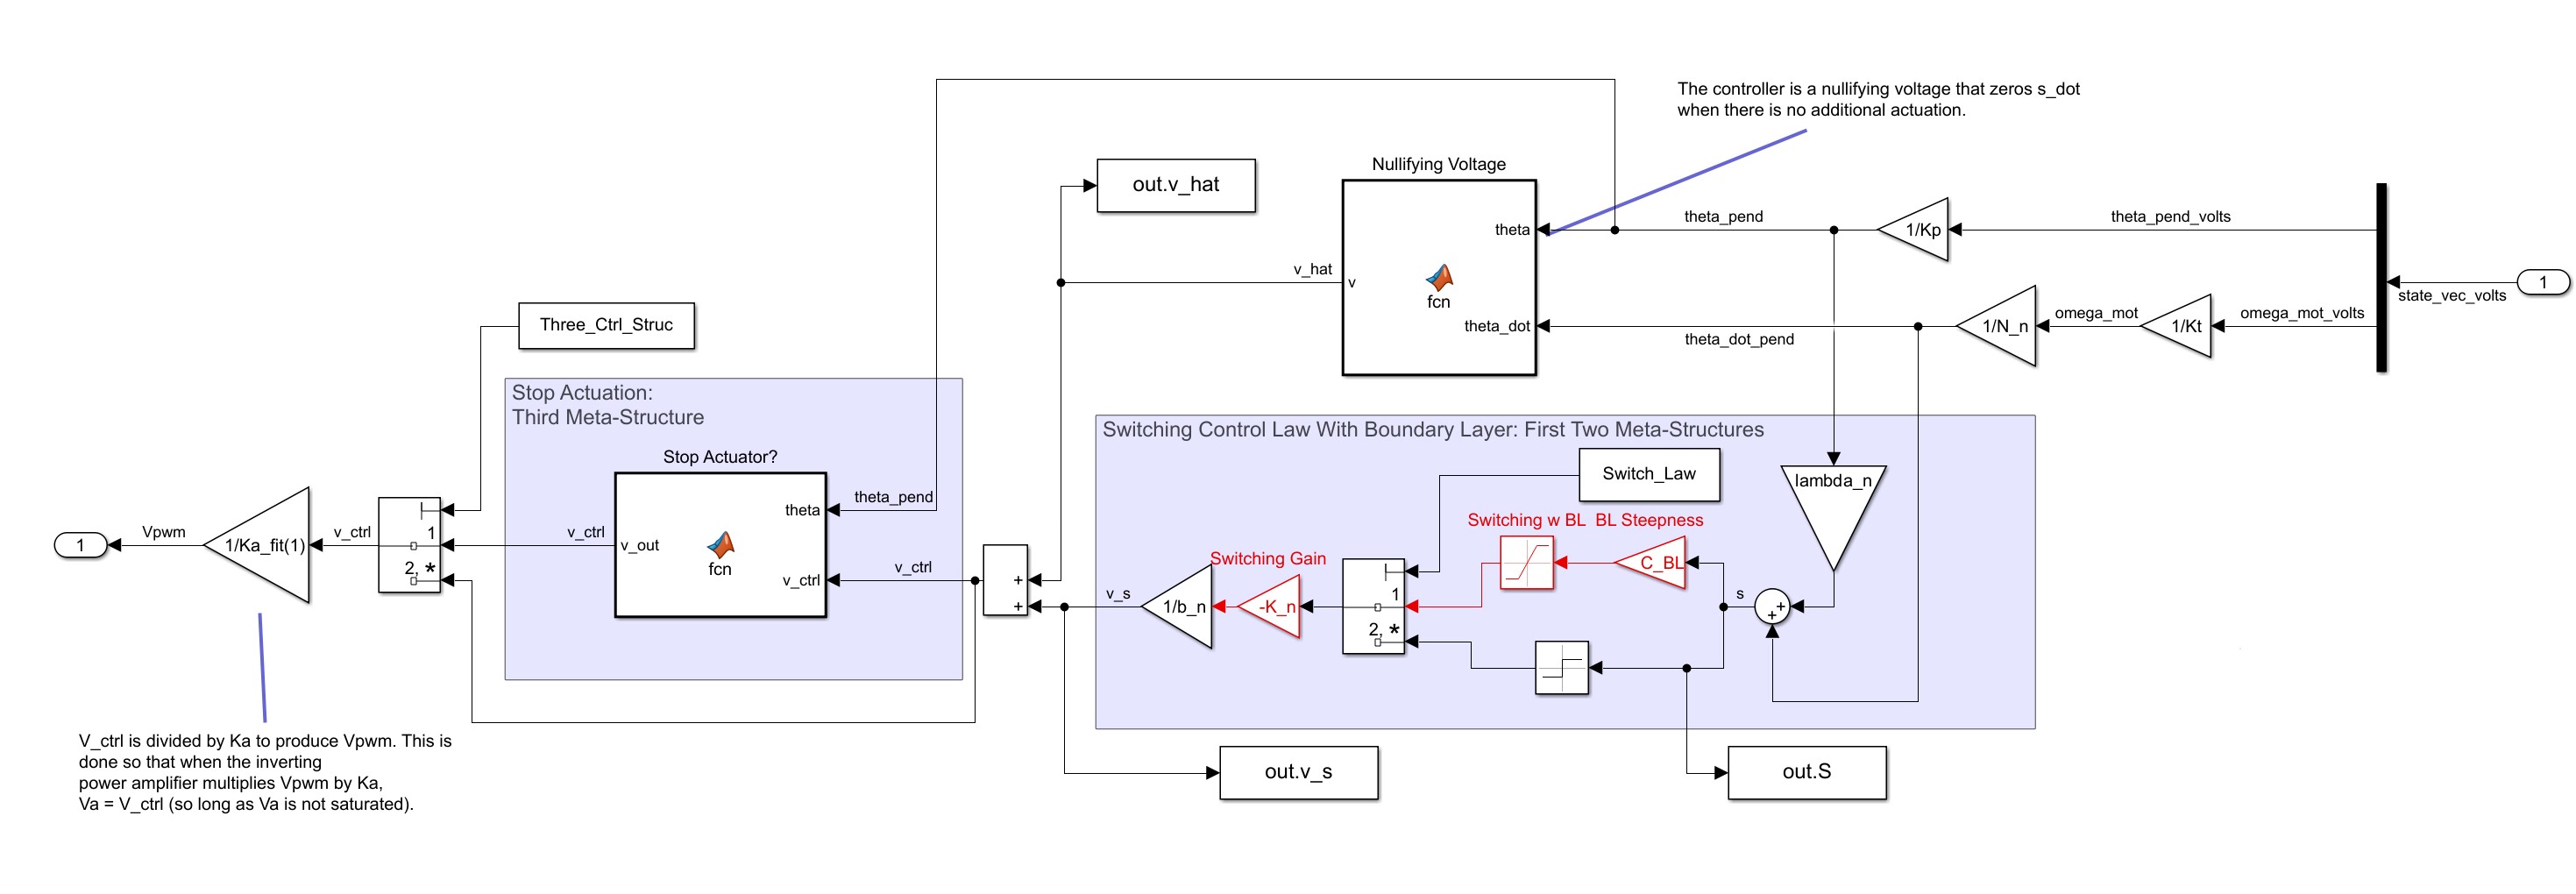 The controller is a nullifying voltage that zeros s_dot
when there is no additional actuation.
Nullifying Voltage
out.v_hat
theta
theta_pend
1/Kp
theta_pend_volts
v_hat
v
fcn
1
state_vec_volts
theta_dot
theta_dot_pend
1/N_n
omega_mot
1/Kt
omega_mot_volts
Three_Ctrl_Struc
Stop Actuation:
Third Meta-Structure
Stop Actuator?
theta
theta_pend
v_out
fcn
v_ctrl
v_ctrl
v_ctrl
1
2, *
v_ctrl
1/Ka_fit(1)
Vpwm
1
+
+
Switching Control Law With Boundary Layer: First Two Meta-Structures
Switch_Law
lambda_n
Switching w BL
BL Steepness
Switching Gain
C_BL
v_s
1/b_n
-K_n
1
2, *
s
+
+
out.v_s
out.S
V_ctrl is divided by Ka to produce Vpwm. This is
done so that when the inverting
power amplifier multiplies Vpwm by Ka,
Va = V_ctrl (so long as Va is not saturated).